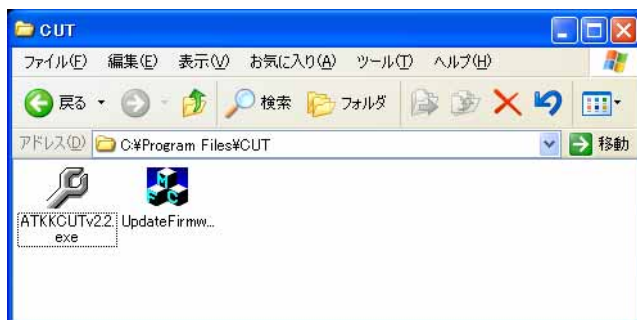 CUT
ファイル(F) 編集(E) 表示(V) お気に入り(A) ツール(T) ヘルプ(H)
戻る 検索 フォルダ
アドレス(D) C:¥Program Files¥CUT 移動
ATKKCUTv2.2. UpdateFirmw...
exe